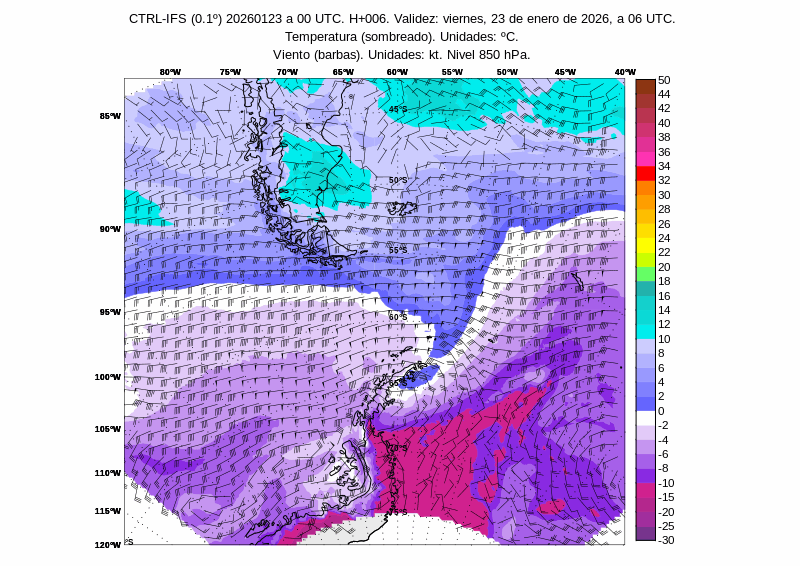 CTRL-IFS (0.1º) 20260123 a 00 UTC. H+006. Validez: viernes, 23 de enero de 2026, a 06 UTC.
Temperatura (sombreado). Unidades: ºC.
Viento (barbas). Unidades: kt. Nivel 850 hPa.
80°W 75°W 70°W 65°W 60°W 55°W 50°W 45°W 40°W
85°W
90°W
95°W
100°W
105°W
110°W
115°W
120°W
45°S
50°S
55°S
60°S
50
44
42
40
38
36
34
32
30
28
26
24
22
20
18
16
14
12
10
8
6
4
2
0
-2
-4
-6
-8
-10
-15
-20
-25
-30